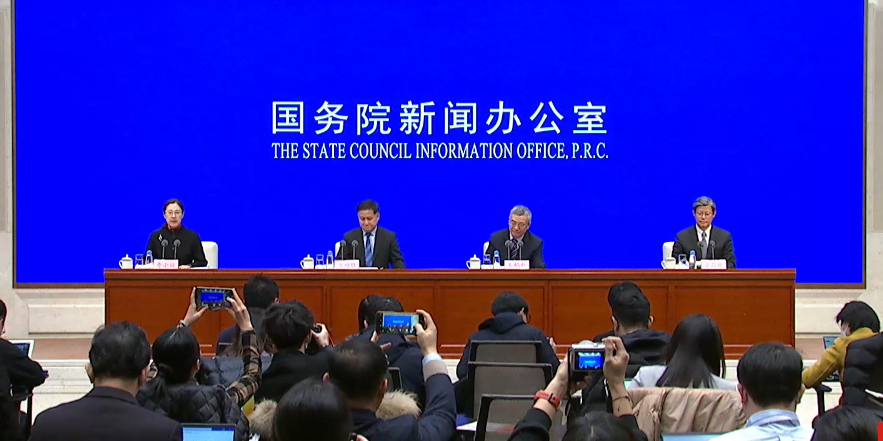 国务院新闻办公室
THE STATE COUNCIL INFORMATION OFFICE, P.R.C.